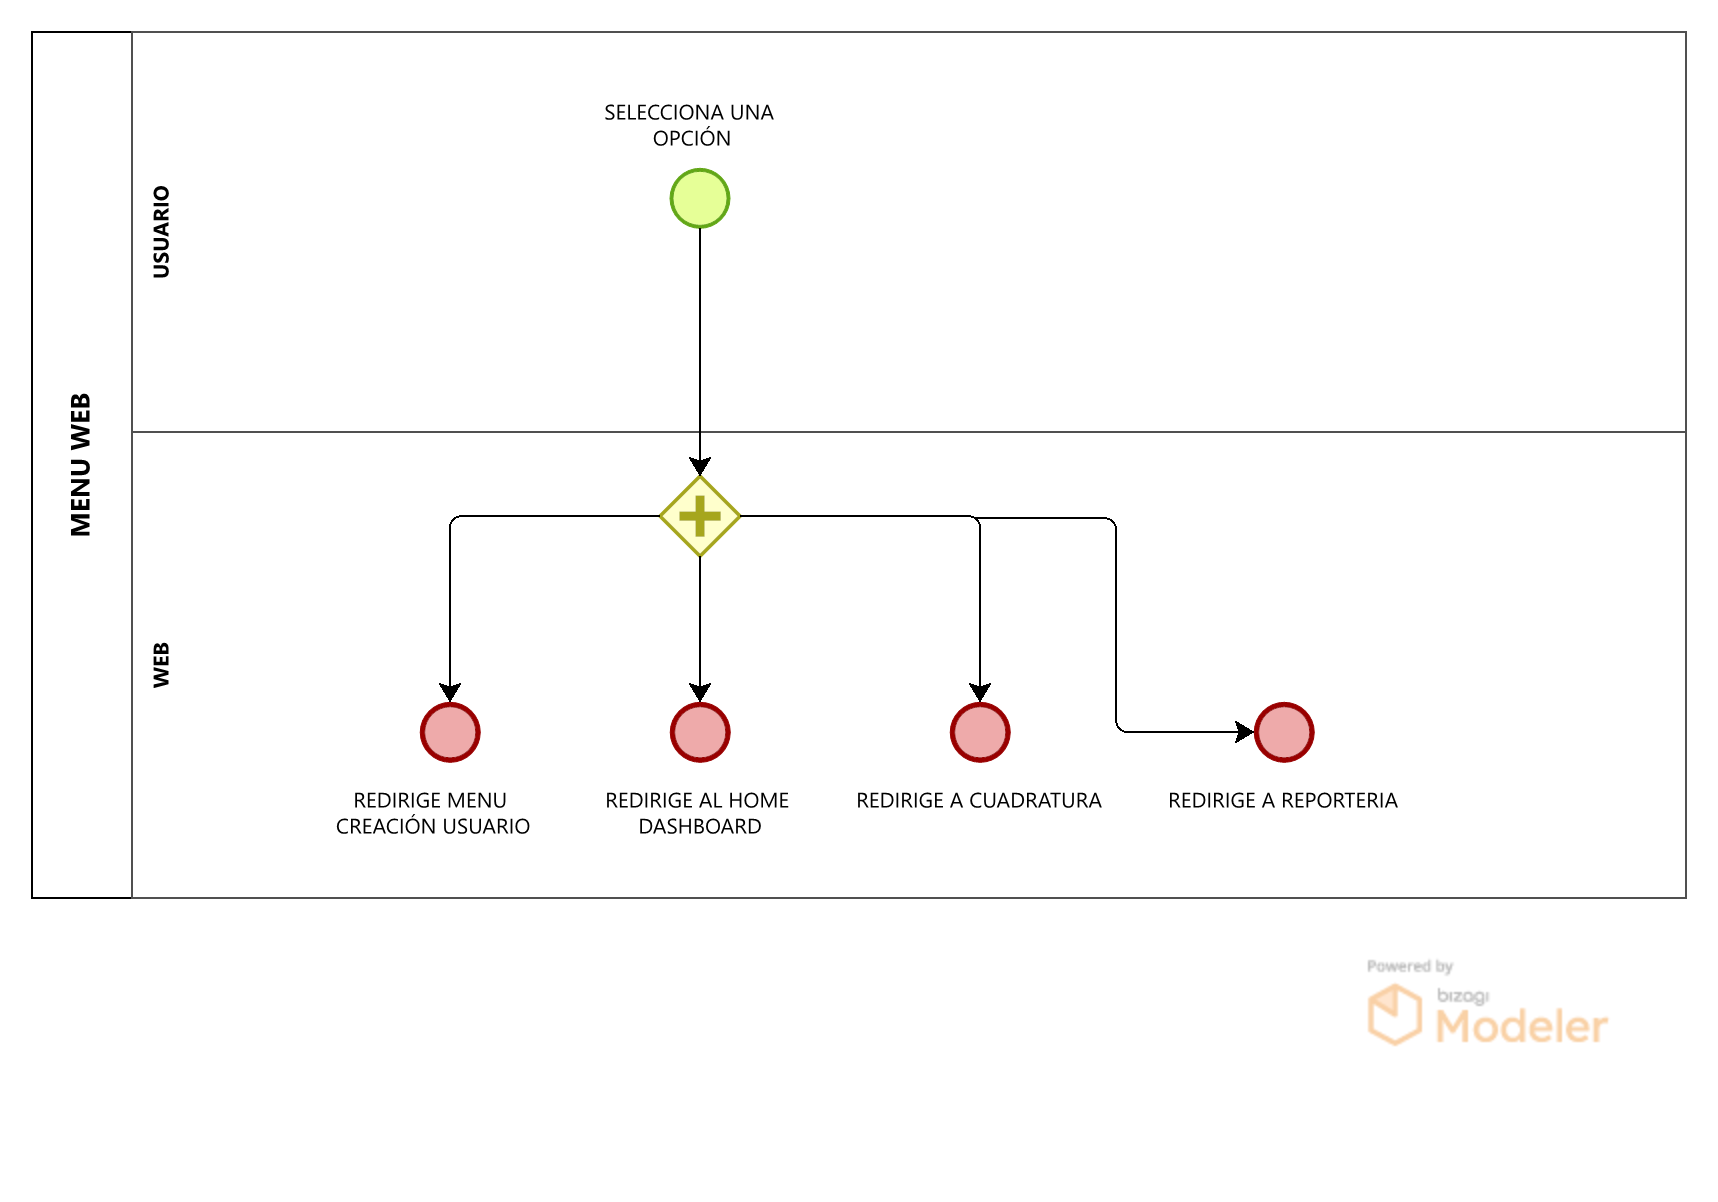 MENU WEB
USUARIO
SELECCIONA UNA
OPCIÓN
WEB
REDIRIGE MENU
CREACIÓN USUARIO
REDIRIGE AL HOME
DASHBOARD
REDIRIGE A CUADRATURA
REDIRIGE A REPORTERIA
Powered by
bizagi
Modeler